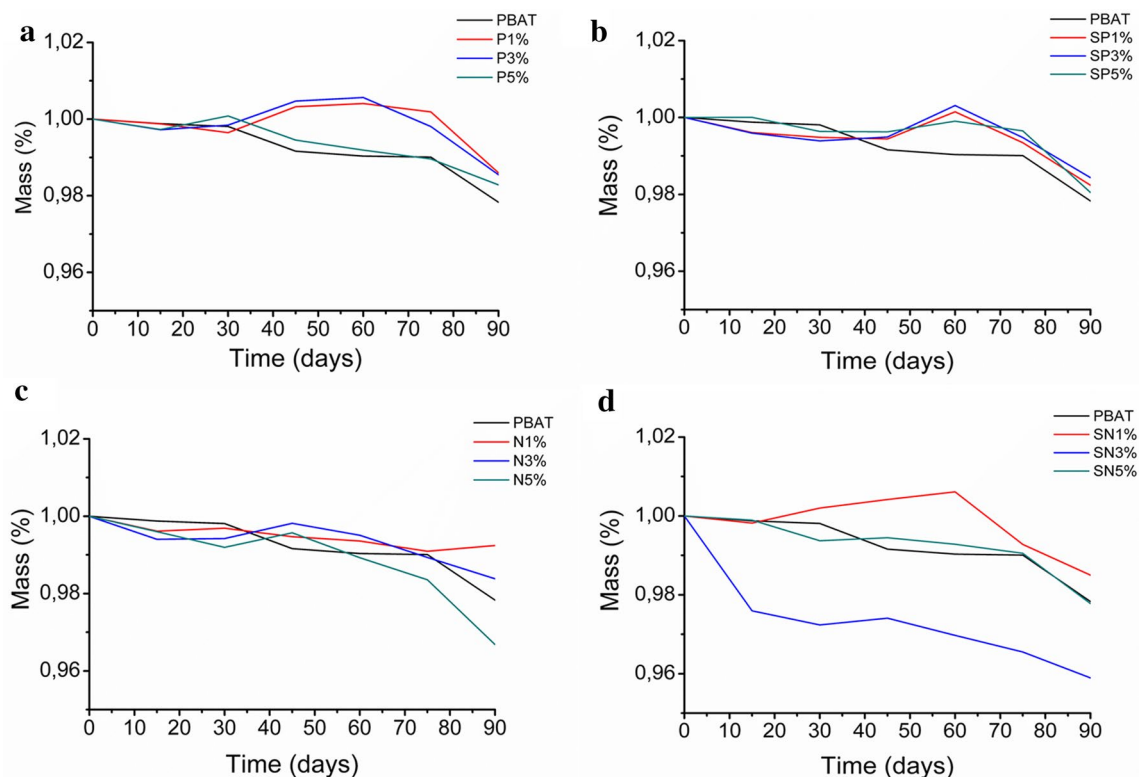 a
PBAT
P1%
P3%
P5%
1,02
1,00
0,98
0,96
Mass (%)
0 10 20 30 40 50 60 70 80 90
Time (days)
b
PBAT
SP1%
SP3%
SP5%
1,02
1,00
0,98
0,96
Mass (%)
0 10 20 30 40 50 60 70 80 90
Time (days)
c
PBAT
N1%
N3%
N5%
1,02
1,00
0,98
0,96
Mass (%)
0 10 20 30 40 50 60 70 80 90
Time (days)
d
PBAT
SN1%
SN3%
SN5%
1,02
1,00
0,98
0,96
Mass (%)
0 10 20 30 40 50 60 70 80 90
Time (days)